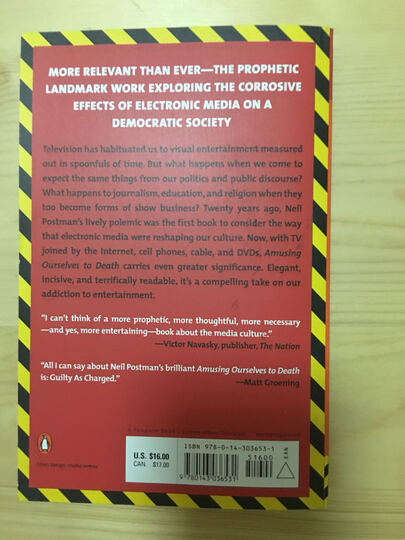 MORE RELEVANT THAN EVER—THE PROPHETIC
LANDMARK WORK EXPLORING THE CORROSIVE
EFFECTS OF ELECTRONIC MEDIA ON A
DEMOCRATIC SOCIETY
Television has habituated us to visual entertainment measured
out in spoonfuls of time. But what happens when we come to
expect the same things from our politics and public discourse?
What happens to journalism, education, and religion when they
too become forms of show business? Twenty years ago, Neil
Postman's lively polemic was the first book to consider the way
that electronic media were reshaping our culture. Now, with TV
joined by the Internet, cell phones, cable, and DVDs, Amusing
Ourselves to Death carries even greater significance. Elegant,
incisive, and terrifically readable, it's a compelling take on our
addiction to entertainment.
"I can't think of a more prophetic, more thoughtful, more necessary
—and yes, more entertaining—book about the media culture."
—Victor Navasky, publisher, The Nation
"All I can say about Neil Postman's brilliant Amusing Ourselves to Death
is: Guilty As Charged."
—Matt Groening
A Penguin Book
ISBN 978-0-14-303653-1
U.S. $16.00
CAN. $17.00
51600
EAN
9 780143 036531